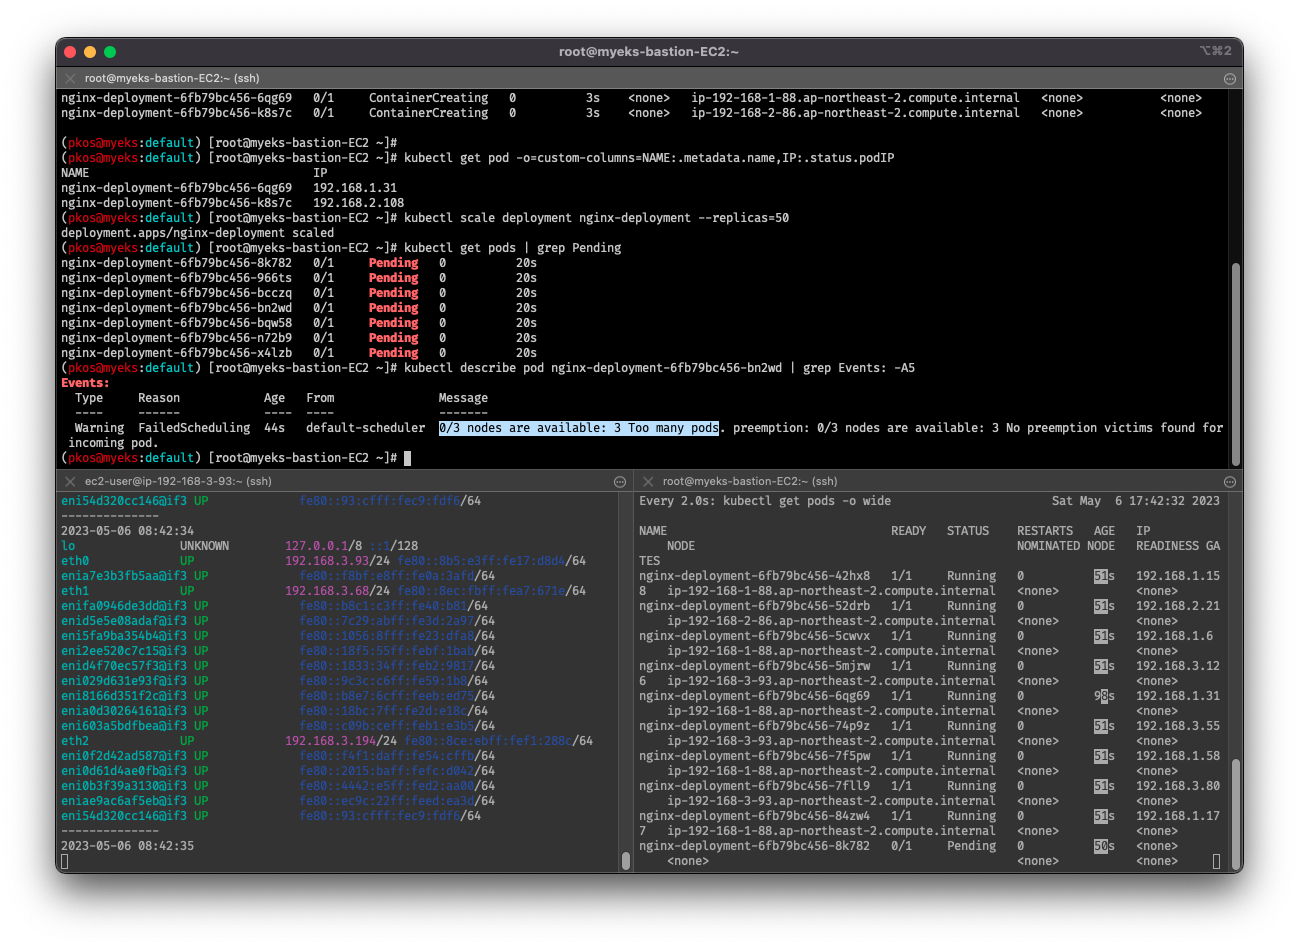 root@myeks-bastion-EC2:~
⌥⌘2
root@myeks-bastion-EC2:~ (ssh)
nginx-deployment-6fb79bc456-6qg69   0/1     ContainerCreating   0          3s    <none>   ip-192-168-1-88.ap-northeast-2.compute.internal   <none>           <none>
nginx-deployment-6fb79bc456-k8s7c   0/1     ContainerCreating   0          3s    <none>   ip-192-168-2-86.ap-northeast-2.compute.internal   <none>           <none>
(pkos@myeks:default) [root@myeks-bastion-EC2 ~]#
(pkos@myeks:default) [root@myeks-bastion-EC2 ~]# kubectl get pod -o=custom-columns=NAME:.metadata.name,IP:.status.podIP
NAME                                IP
nginx-deployment-6fb79bc456-6qg69   192.168.1.31
nginx-deployment-6fb79bc456-k8s7c   192.168.2.108
(pkos@myeks:default) [root@myeks-bastion-EC2 ~]# kubectl scale deployment nginx-deployment --replicas=50
deployment.apps/nginx-deployment scaled
(pkos@myeks:default) [root@myeks-bastion-EC2 ~]# kubectl get pods | grep Pending
nginx-deployment-6fb79bc456-8k782   0/1     Pending   0          20s
nginx-deployment-6fb79bc456-966ts   0/1     Pending   0          20s
nginx-deployment-6fb79bc456-bcczq   0/1     Pending   0          20s
nginx-deployment-6fb79bc456-bn2wd   0/1     Pending   0          20s
nginx-deployment-6fb79bc456-bqw58   0/1     Pending   0          20s
nginx-deployment-6fb79bc456-n72b9   0/1     Pending   0          20s
nginx-deployment-6fb79bc456-x4lzb   0/1     Pending   0          20s
(pkos@myeks:default) [root@myeks-bastion-EC2 ~]# kubectl describe pod nginx-deployment-6fb79bc456-bn2wd | grep Events: -A5
Events:
  Type     Reason            Age   From               Message
  ----     ------            ----  ----               -------
  Warning  FailedScheduling  44s   default-scheduler  0/3 nodes are available: 3 Too many pods. preemption: 0/3 nodes are available: 3 No preemption victims found for
 incoming pod.
(pkos@myeks:default) [root@myeks-bastion-EC2 ~]#
ec2-user@ip-192-168-3-93:~ (ssh)
eni54d320cc146@if3 UP             fe80::93:cfff:fec9:fdf6/64
--------------
2023-05-06 08:42:34
lo               UNKNOWN        127.0.0.1/8 ::1/128
eth0             UP             192.168.3.93/24 fe80::8b5:e3ff:fe17:d8d4/64
enia7e3b3fb5aa@if3 UP             fe80::f8bf:e8ff:fe0a:3afd/64
eth1             UP             192.168.3.68/24 fe80::8ec:fbff:fea7:671e/64
enifa0946de3dd@if3 UP             fe80::b8c1:c3ff:fe40:b81/64
enid5e5e08adaf@if3 UP             fe80::7c29:abff:fe3d:2a97/64
eni5fa9ba354b4@if3 UP             fe80::1056:8fff:fe23:dfa8/64
eni2ee520c7c15@if3 UP             fe80::18f5:55ff:febf:1bab/64
enid4f70ec57f3@if3 UP             fe80::1833:34ff:feb2:9817/64
eni029d631e93f@if3 UP             fe80::9c3c:c6ff:fe59:1b8/64
eni8166d351f2c@if3 UP             fe80::b8e7:6cff:feeb:ed75/64
enia0d30264161@if3 UP             fe80::18bc:7ff:fe2d:e18c/64
eni603a5bdfbea@if3 UP             fe80::c09b:ceff:feb1:e3b5/64
eth2             UP             192.168.3.194/24 fe80::8ce:ebff:fef1:288c/64
eni0f2d42ad587@if3 UP             fe80::f4f1:daff:fe54:cffb/64
eni0d61d4ae0fb@if3 UP             fe80::2015:baff:fefc:d042/64
eni0b3f39a3130@if3 UP             fe80::4442:e5ff:fed2:aa00/64
eniae9ac6af5eb@if3 UP             fe80::ec9c:22ff:feed:ea3d/64
eni54d320cc146@if3 UP             fe80::93:cfff:fec9:fdf6/64
--------------
2023-05-06 08:42:35
root@myeks-bastion-EC2:~ (ssh)
Every 2.0s: kubectl get pods -o wide                           Sat May  6 17:42:32 2023
NAME                                READY   STATUS    RESTARTS   AGE   IP
    NODE                                              NOMINATED NODE   READINESS GA
TES
nginx-deployment-6fb79bc456-42hx8   1/1     Running   0          51s   192.168.1.15
8   ip-192-168-1-88.ap-northeast-2.compute.internal   <none>           <none>
nginx-deployment-6fb79bc456-52drb   1/1     Running   0          51s   192.168.2.21
    ip-192-168-2-86.ap-northeast-2.compute.internal   <none>           <none>
nginx-deployment-6fb79bc456-5cwvx   1/1     Running   0          51s   192.168.1.6
    ip-192-168-1-88.ap-northeast-2.compute.internal   <none>           <none>
nginx-deployment-6fb79bc456-5mjrw   1/1     Running   0          51s   192.168.3.12
6   ip-192-168-3-93.ap-northeast-2.compute.internal   <none>           <none>
nginx-deployment-6fb79bc456-6qg69   1/1     Running   0          98s   192.168.1.31
    ip-192-168-1-88.ap-northeast-2.compute.internal   <none>           <none>
nginx-deployment-6fb79bc456-74p9z   1/1     Running   0          51s   192.168.3.55
    ip-192-168-3-93.ap-northeast-2.compute.internal   <none>           <none>
nginx-deployment-6fb79bc456-7f5pw   1/1     Running   0          51s   192.168.1.58
    ip-192-168-1-88.ap-northeast-2.compute.internal   <none>           <none>
nginx-deployment-6fb79bc456-7fll9   1/1     Running   0          51s   192.168.3.80
    ip-192-168-3-93.ap-northeast-2.compute.internal   <none>           <none>
nginx-deployment-6fb79bc456-84zw4   1/1     Running   0          51s   192.168.1.17
7   ip-192-168-1-88.ap-northeast-2.compute.internal   <none>           <none>
nginx-deployment-6fb79bc456-8k782   0/1     Pending   0          50s   <none>
    <none>                                            <none>           <none>